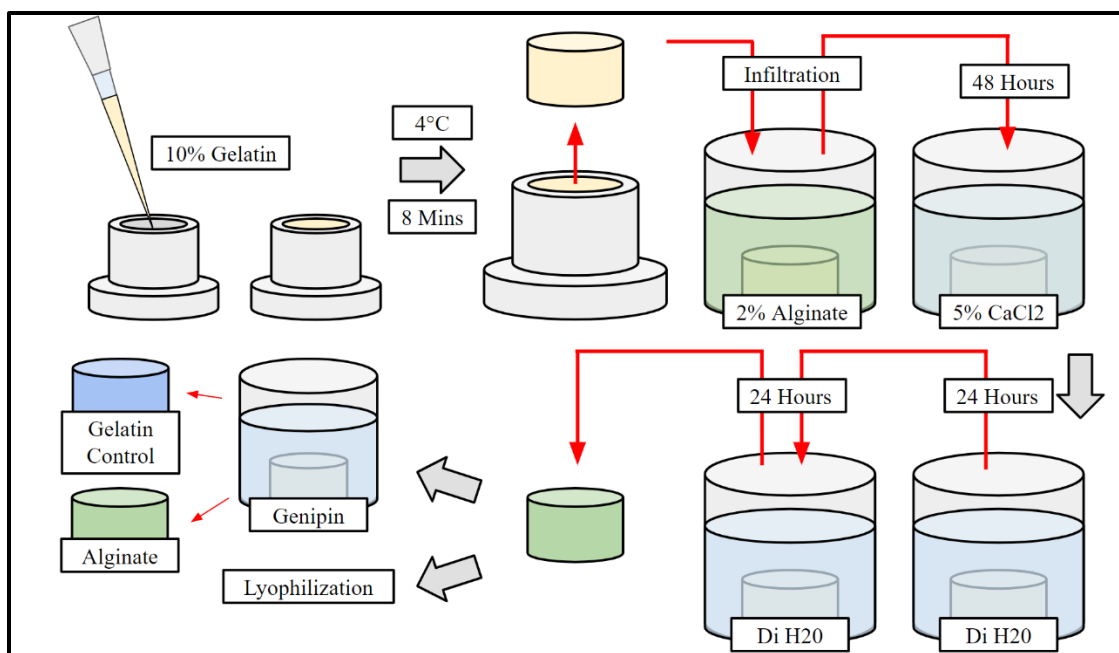 10% Gelatin
4°C
8 Mins
Infiltration
48 Hours
2% Alginate
5% CaCl2
24 Hours
24 Hours
Di H20
Di H20
Genipin
Gelatin
Control
Alginate
Lyophilization